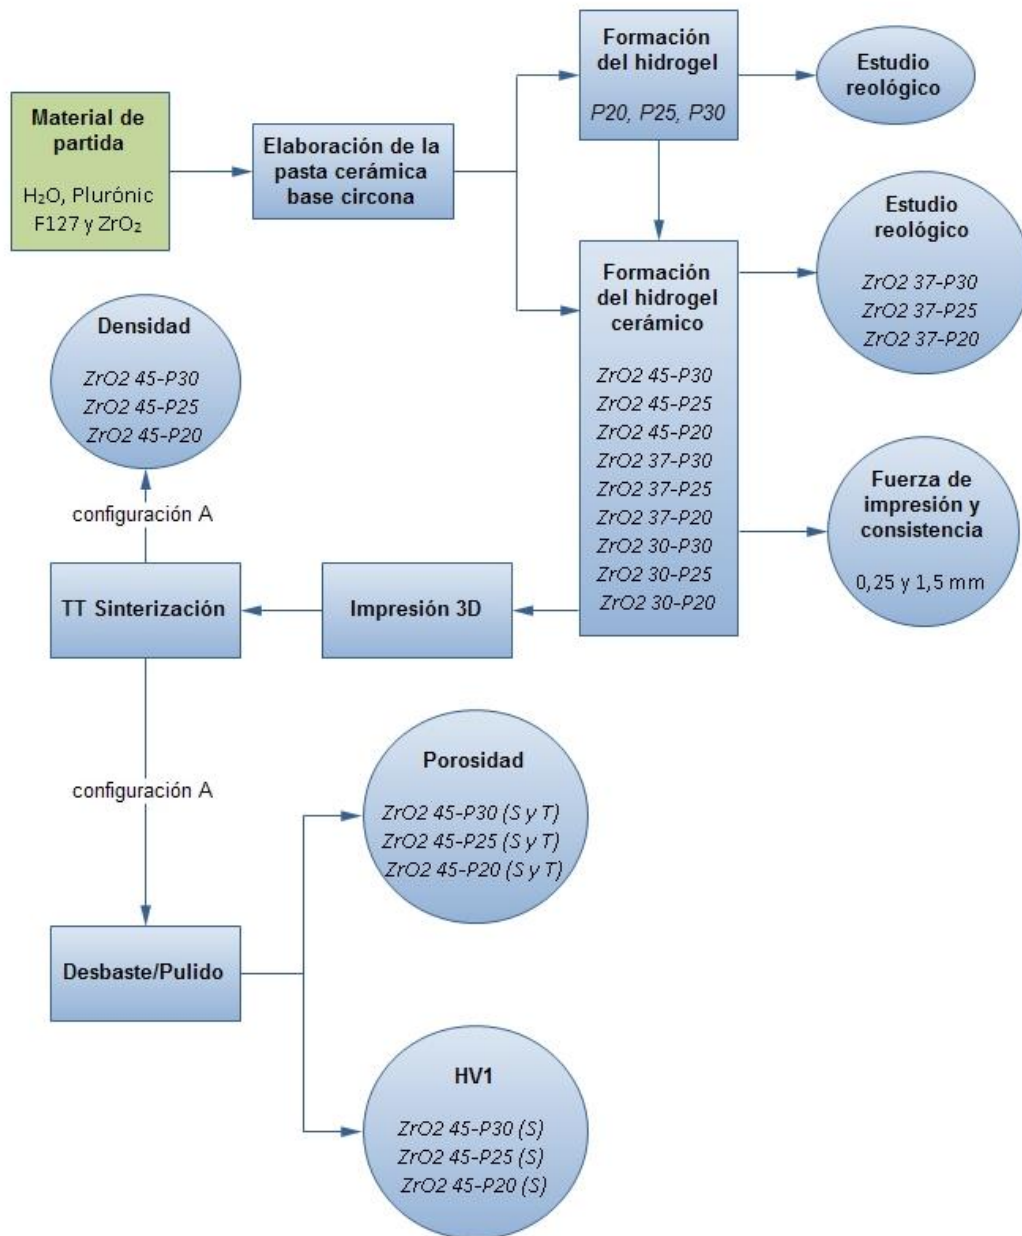 Material de
partida
H₂O, Plurónic
F127 y ZrO₂
Elaboración de la
pasta cerámica
base circona
Formación
del hidrogel
P20, P25, P30
Estudio
reológico
Formación
del hidrogel
cerámico
ZrO2 45-P30
ZrO2 45-P25
ZrO2 45-P20
ZrO2 37-P30
ZrO2 37-P25
ZrO2 37-P20
ZrO2 30-P30
ZrO2 30-P25
ZrO2 30-P20
Estudio
reológico
ZrO2 37-P30
ZrO2 37-P25
ZrO2 37-P20
Fuerza de
impresión y
consistencia
0,25 y 1,5 mm
Impresión 3D
TT Sinterización
configuración A
Densidad
ZrO2 45-P30
ZrO2 45-P25
ZrO2 45-P20
configuración A
Desbaste/Pulido
Porosidad
ZrO2 45-P30 (S y T)
ZrO2 45-P25 (S y T)
ZrO2 45-P20 (S y T)
HV1
ZrO2 45-P30 (S)
ZrO2 45-P25 (S)
ZrO2 45-P20 (S)